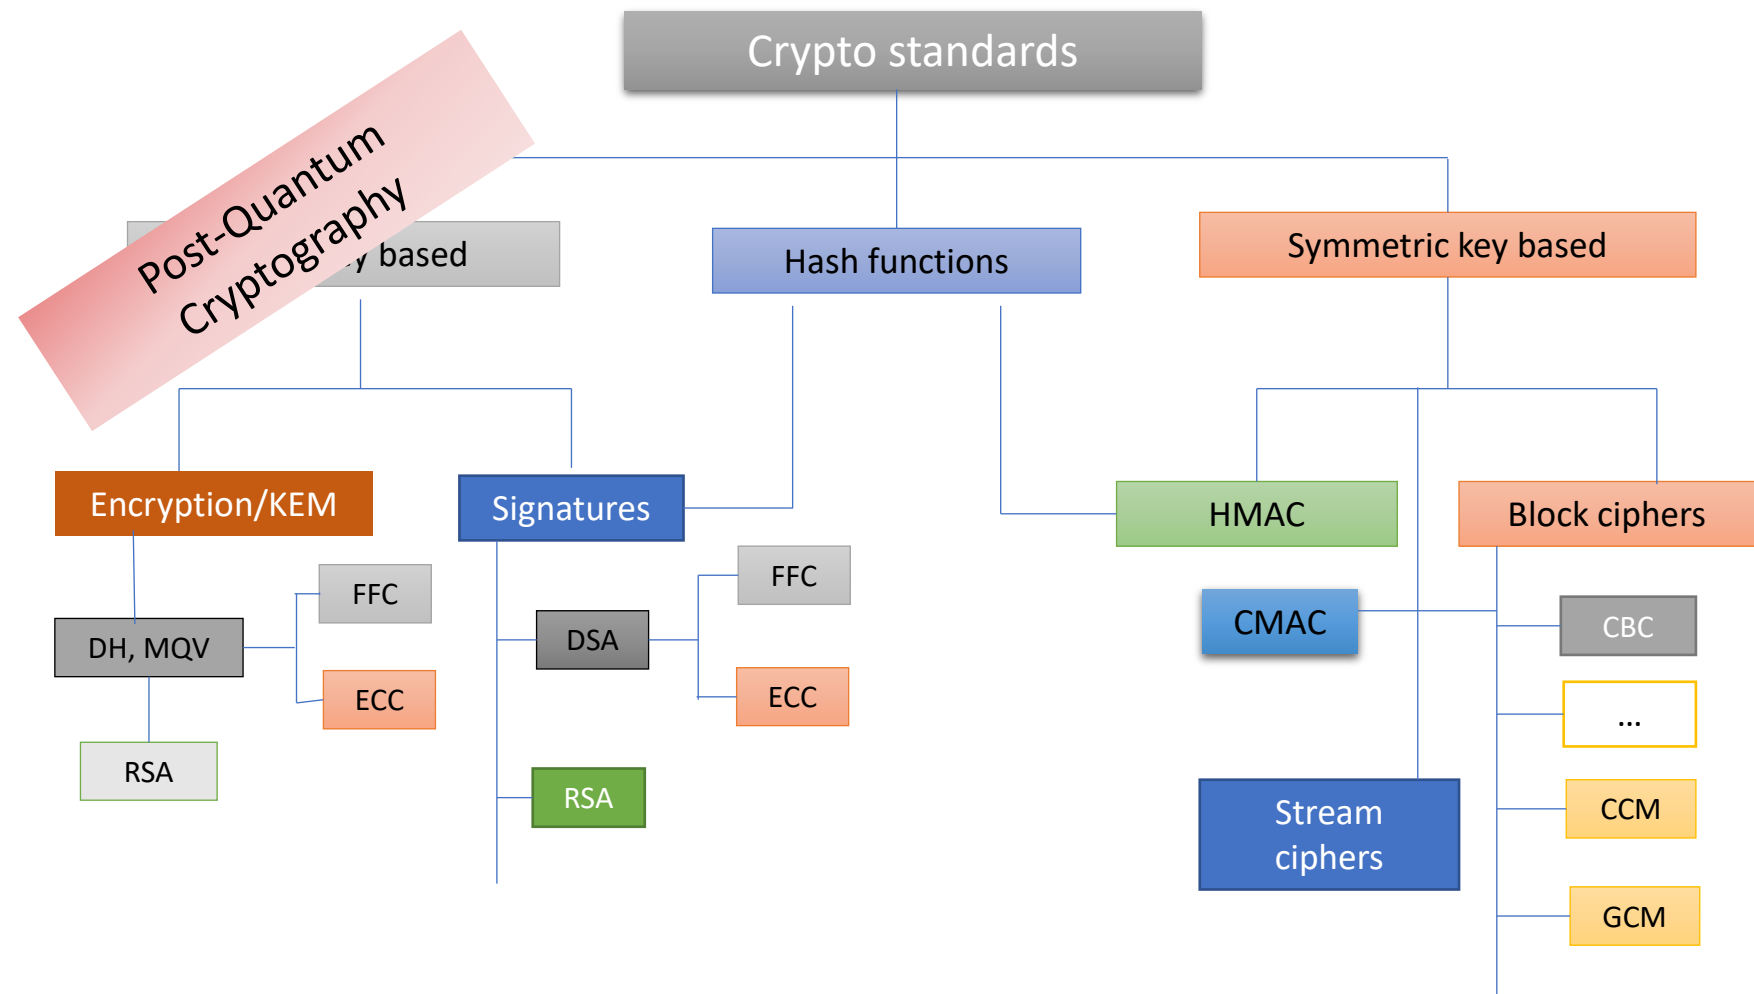 Crypto standards
Post-Quantum
Cryptography
based
Hash functions
Symmetric key based
Encryption/KEM
Signatures
HMAC
Block ciphers
FFC
FFC
DH, MQV
DSA
CMAC
CBC
ECC
ECC
...
RSA
RSA
Stream
ciphers
CCM
GCM